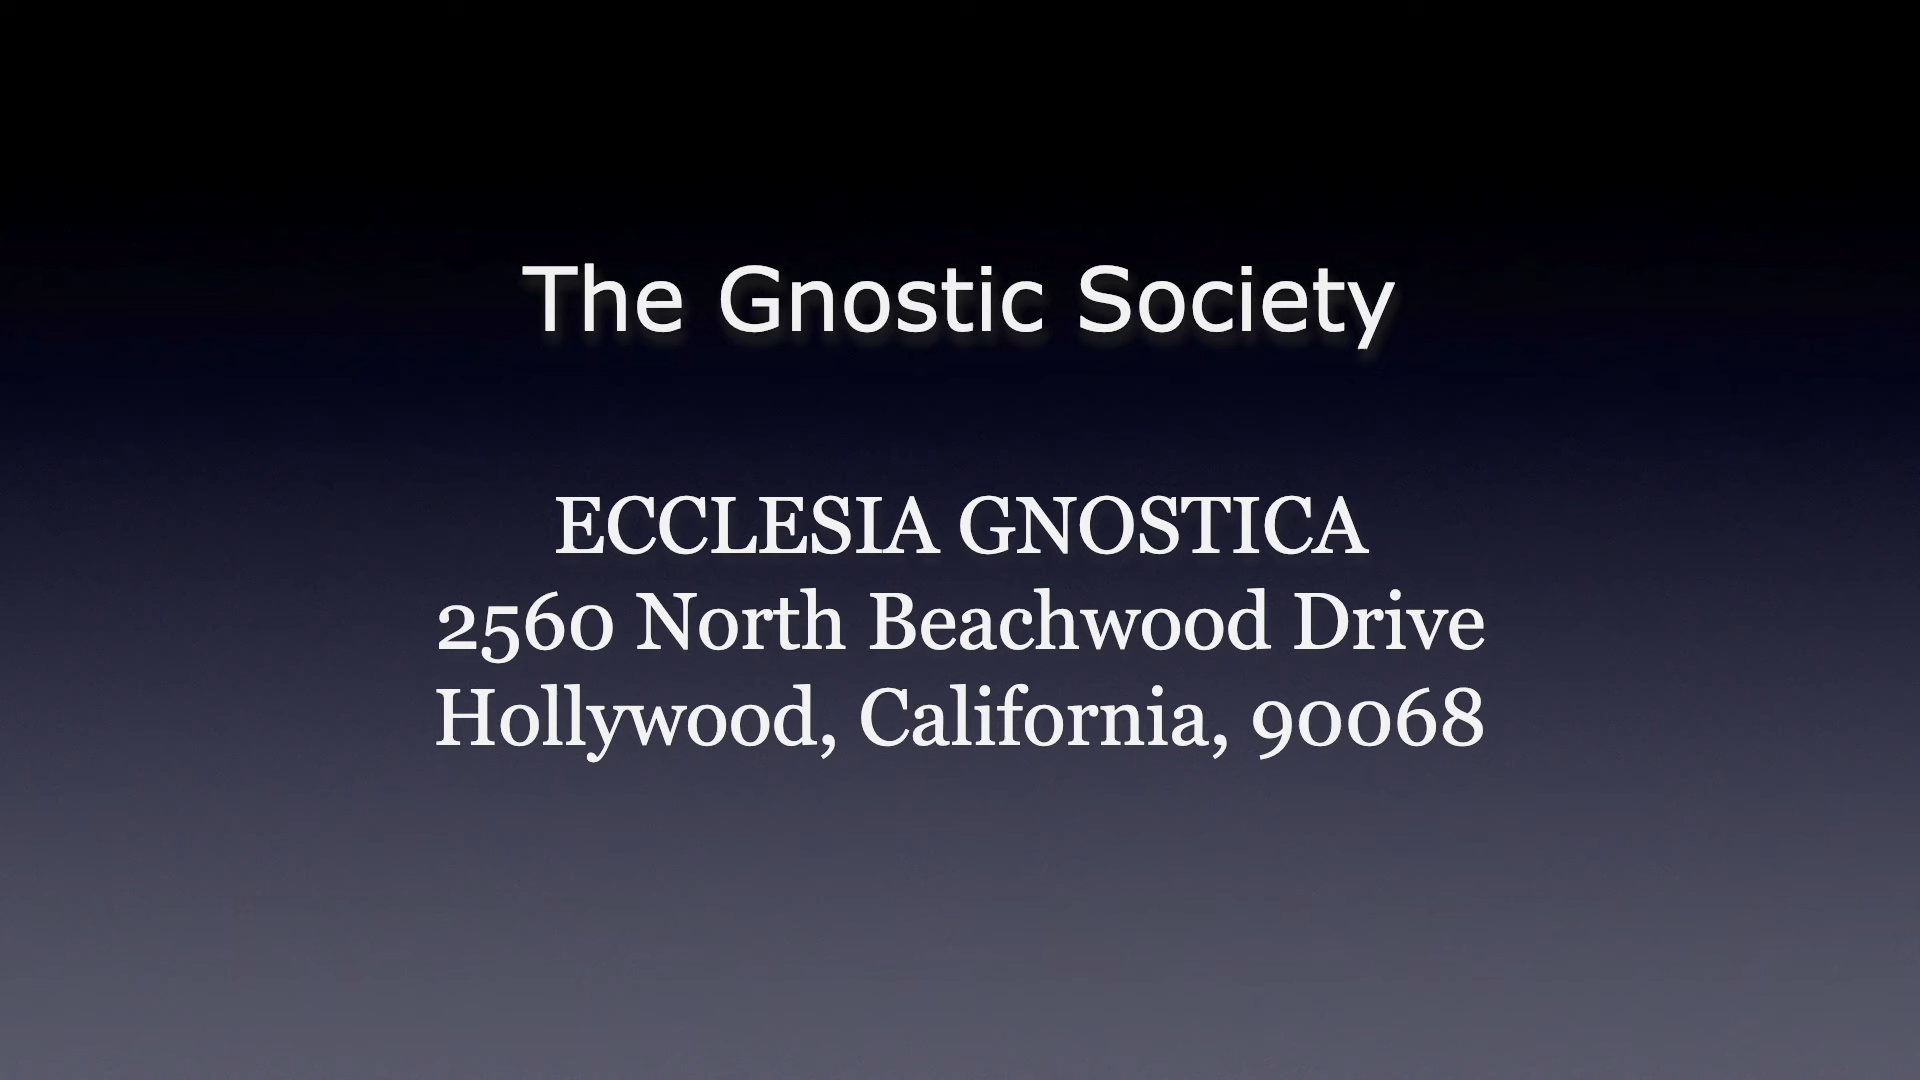 The Gnostic Society
ECCLESIA GNOSTICA
2560 North Beachwood Drive
Hollywood, California, 90068